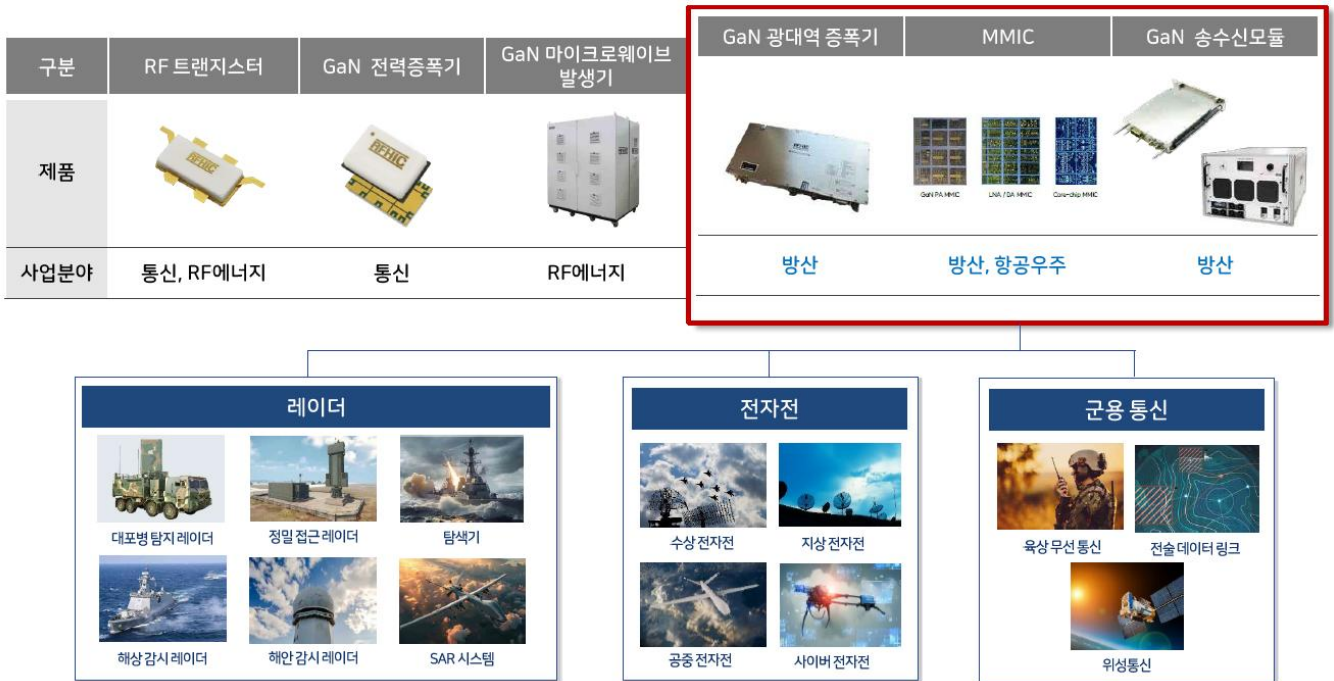 구분
RF 트랜지스터
GaN 전력증폭기
GaN 마이크로웨이브
발생기
GaN 광대역 증폭기
MMIC
GaN 송수신모듈
제품
RFHIC
RFHIC
RFHIC
GaN PA MMIC
LNA / DA MMIC
Core-chip MMIC
사업분야
통신, RF에너지
통신
RF에너지
방산
방산, 항공우주
방산
레이더
대포병 탐지 레이더
정밀 접근 레이더
탐색기
해상 감시 레이더
해안 감시 레이더
SAR 시스템
전자전
수상 전자전
지상 전자전
공중 전자전
사이버 전자전
군용 통신
육상 무선 통신
전술 데이터 링크
위성통신